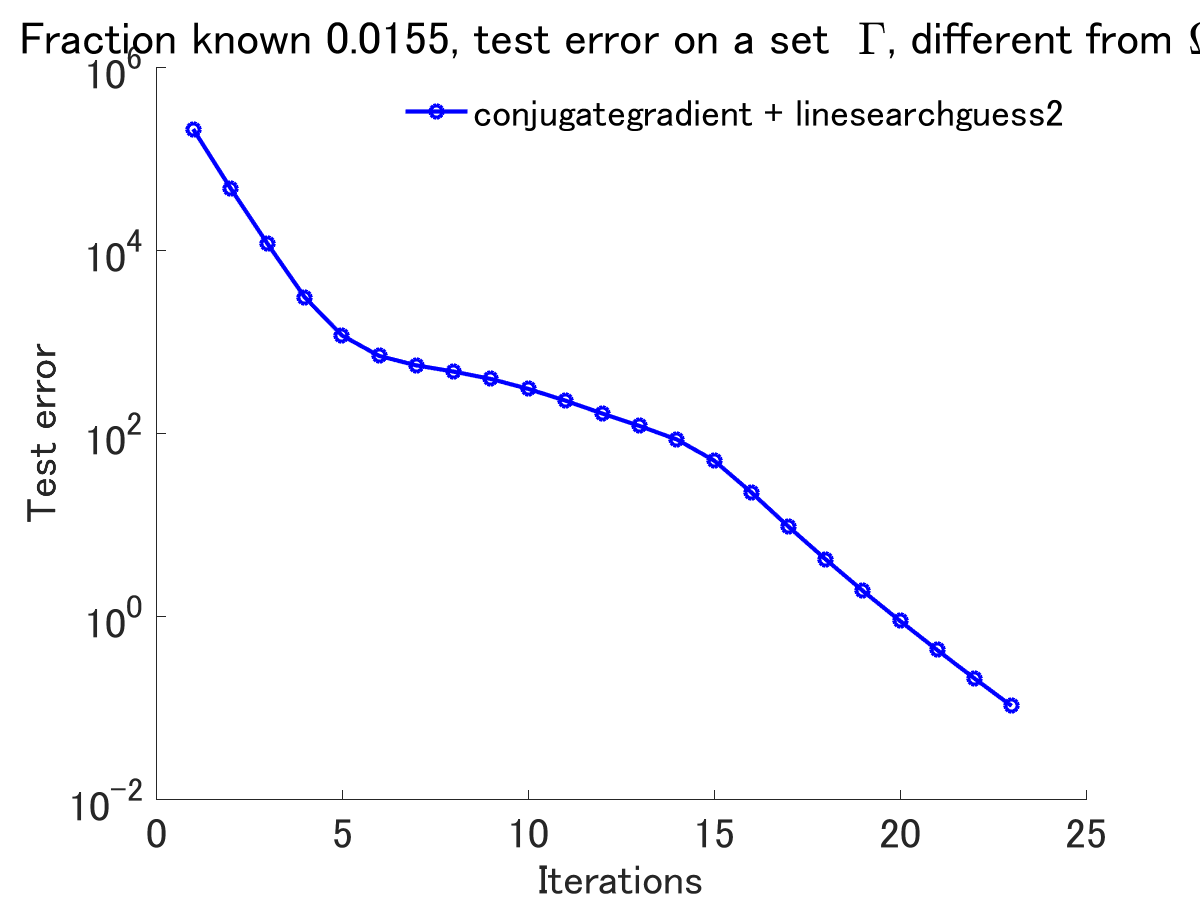 Fraction known 0.0155, test error on a set Γ, different from
10^6
conjugategradient + linesearchguess2
10^4
10^2
10^0
10^-2
Test error
0 5 10 15 20 25
Iterations